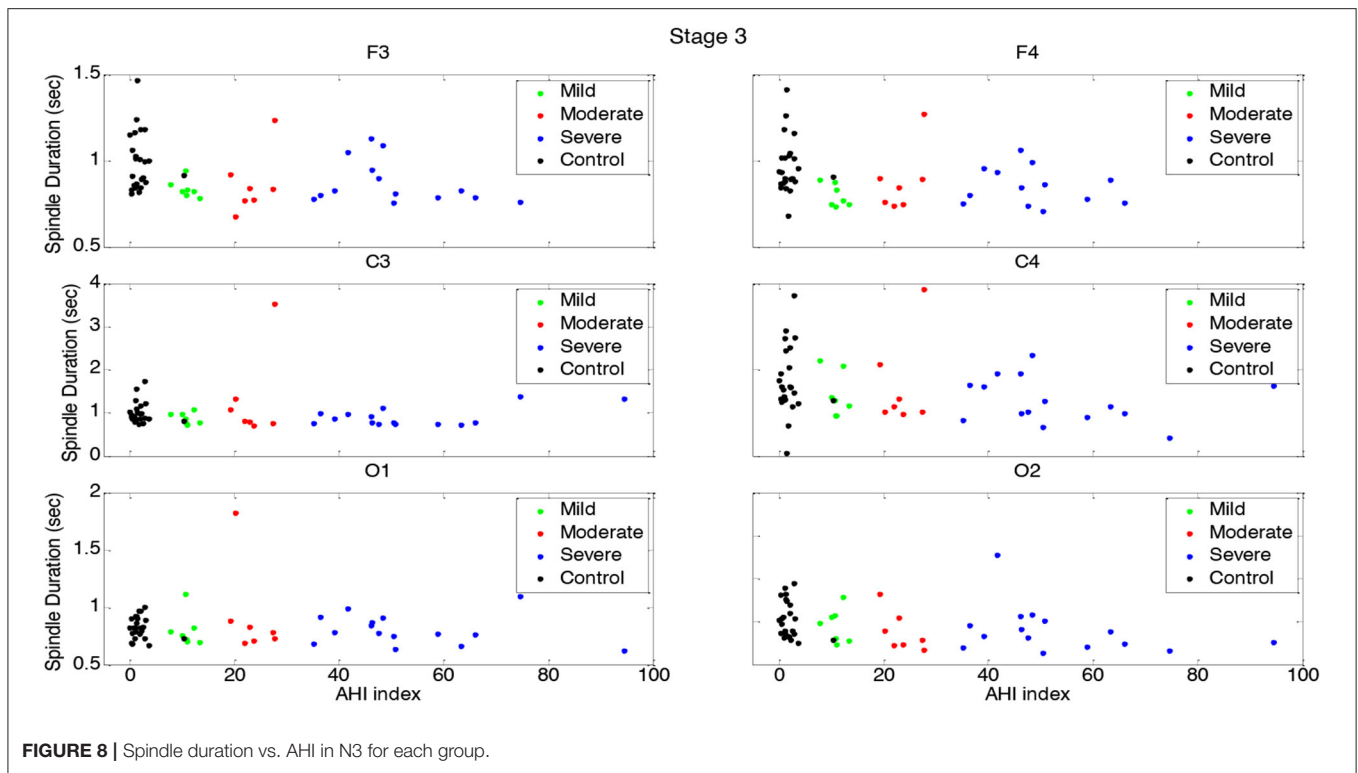 Stage 3
F3
F4
Spindle Duration (sec)
1.5
1
0.5
Mild
Moderate
Severe
Control
Mild
Moderate
Severe
Control
C3
C4
Spindle Duration (sec)
4
3
2
1
0
Mild
Moderate
Severe
Control
Mild
Moderate
Severe
Control
O1
O2
Spindle Duration (sec)
2
1.5
1
0.5
Mild
Moderate
Severe
Control
Mild
Moderate
Severe
Control
0 20 40 60 80 100
0 20 40 60 80 100
AHI index
AHI index
FIGURE 8 | Spindle duration vs. AHI in N3 for each group.